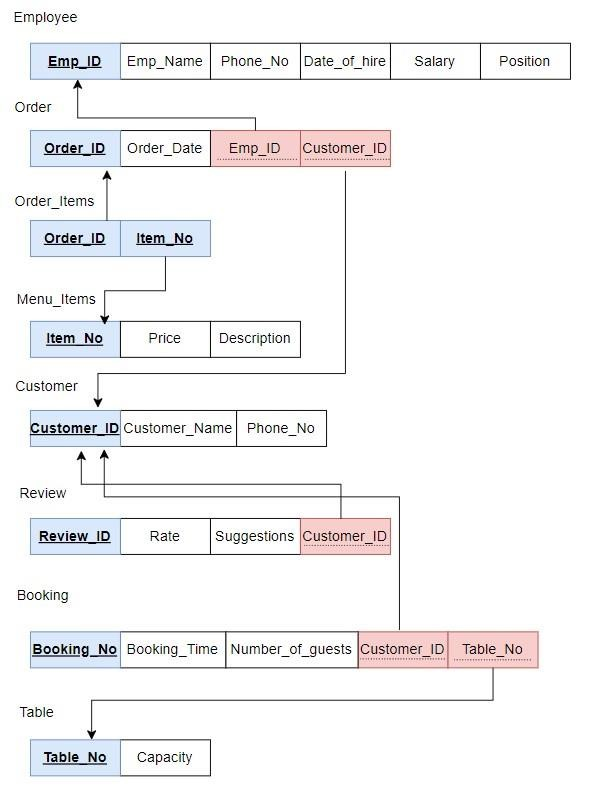 Employee
Emp_ID Emp_Name Phone_No Date_of_hire Salary Position
Order
Order_ID Order_Date Emp_ID Customer_ID
Order_Items
Order_ID Item_No
Menu_Items
Item_No Price Description
Customer
Customer_ID Customer_Name Phone_No
Review
Review_ID Rate Suggestions Customer_ID
Booking
Booking_No Booking_Time Number_of_guests Customer_ID Table_No
Table
Table_No Capacity